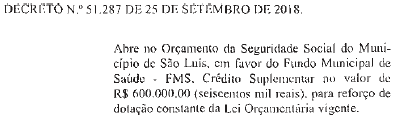 DECRETO N.º 51.287 DE 25 DE SETEMBRO DE 2018.
Abre no Orçamento da Seguridade Social do Muni-
cípio de São Luís, em favor do Fundo Municipal de
Saúde - FMS, Crédito Suplementar no valor de
R$ 600.000,00 (seiscentos mil reais), para reforço de
dotação constante da Lei Orçamentária vigente.